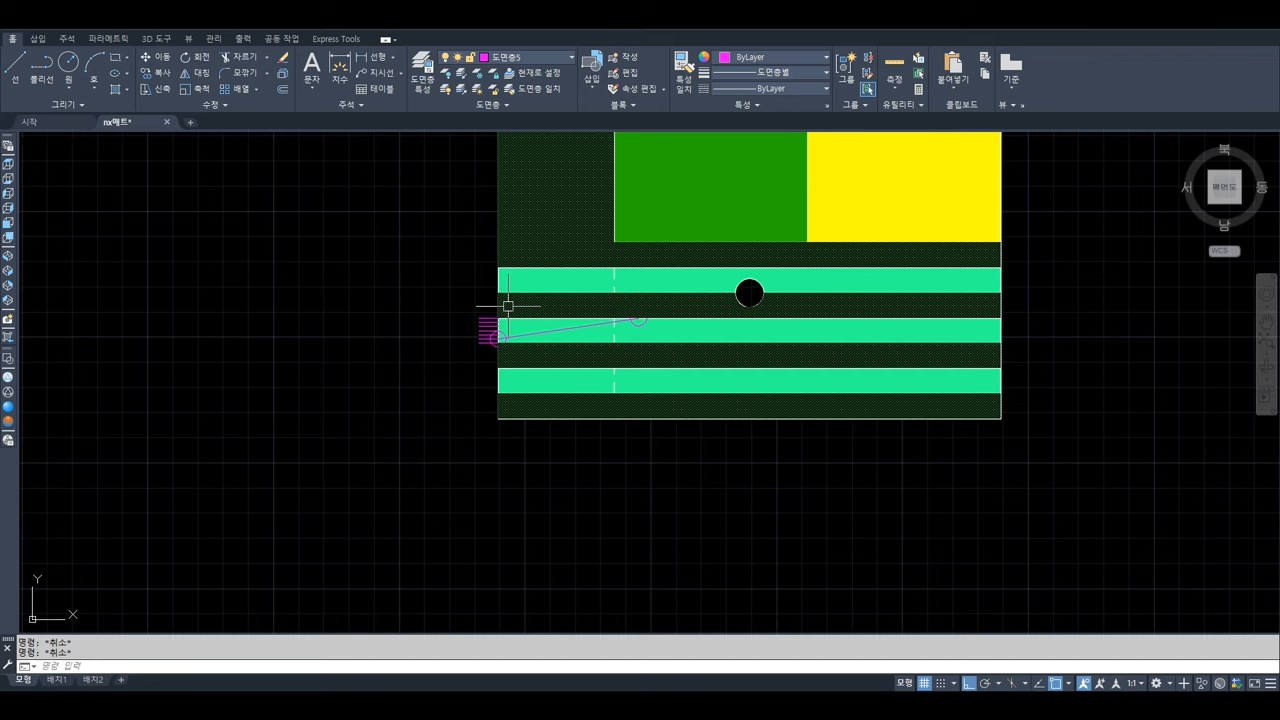 홈 삽입 주석 파라메트릭 3D 도구 뷰 관리 출력 공동 작업 Express Tools
선 폴리선 원 호
이동 회전 자르기
복사 대칭 모깎기
신축 축척 배열
문자 치수
선형
지시선
테이블
도면층 특성
도면층5
현재로 설정
도면층 일치
삽입
작성
편집
속성 편집
특성 일치
ByLayer
도면층별
ByLayer
그룹
측정
붙여넣기
기준
그리기 수정 주석 도면층 블록 특성 그룹 유틸리티 클립보드 뷰
시작 nx매트*
북
서 평면도 동
남
WCS
Y
X
명령: *취소*
명령: *취소*
명령 입력
모형 배치1 배치2
모형 1:1